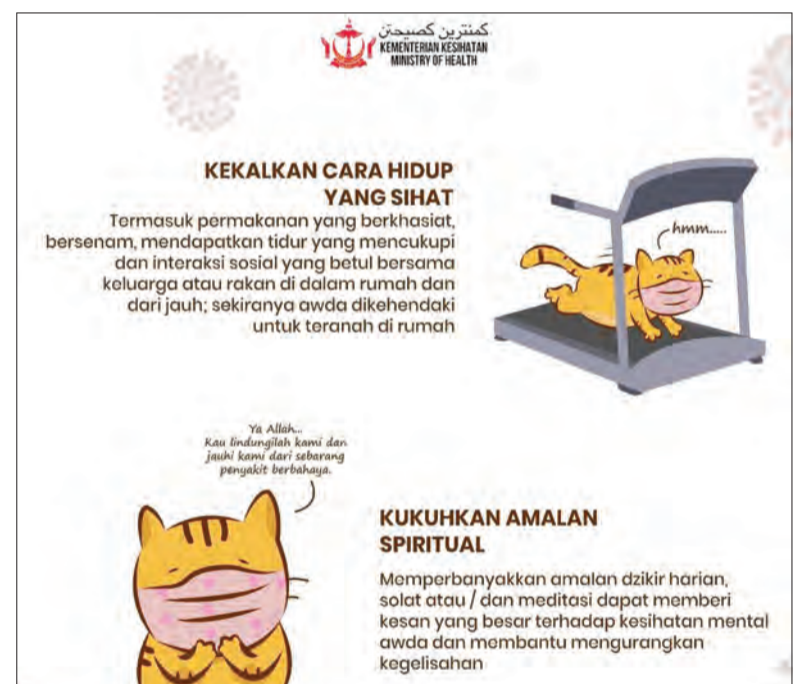 كمنترين كصيحتن
KEMENTERIAN KESIHATAN
MINISTRY OF HEALTH
KEKALKAN CARA HIDUP
YANG SIHAT
Termasuk permakanan yang berkhasiat,
bersenam, mendapatkan tidur yang mencukupi
dan interaksi sosial yang betul bersama
keluarga atau rakan di dalam rumah dan
dari jauh; sekiranya awda dikehendaki
untuk teranah di rumah
hmm.....
Ya Allah...
Kau lindungilah kami dan
jauhi kami dari sebarang
penyakit berbahaya.
KUKUHKAN AMALAN
SPIRITUAL
Memperbanyakkan amalan dzikir harian,
solat atau / dan meditasi dapat memberi
kesan yang besar terhadap kesihatan mental
awda dan membantu mengurangkan
kegelisahan